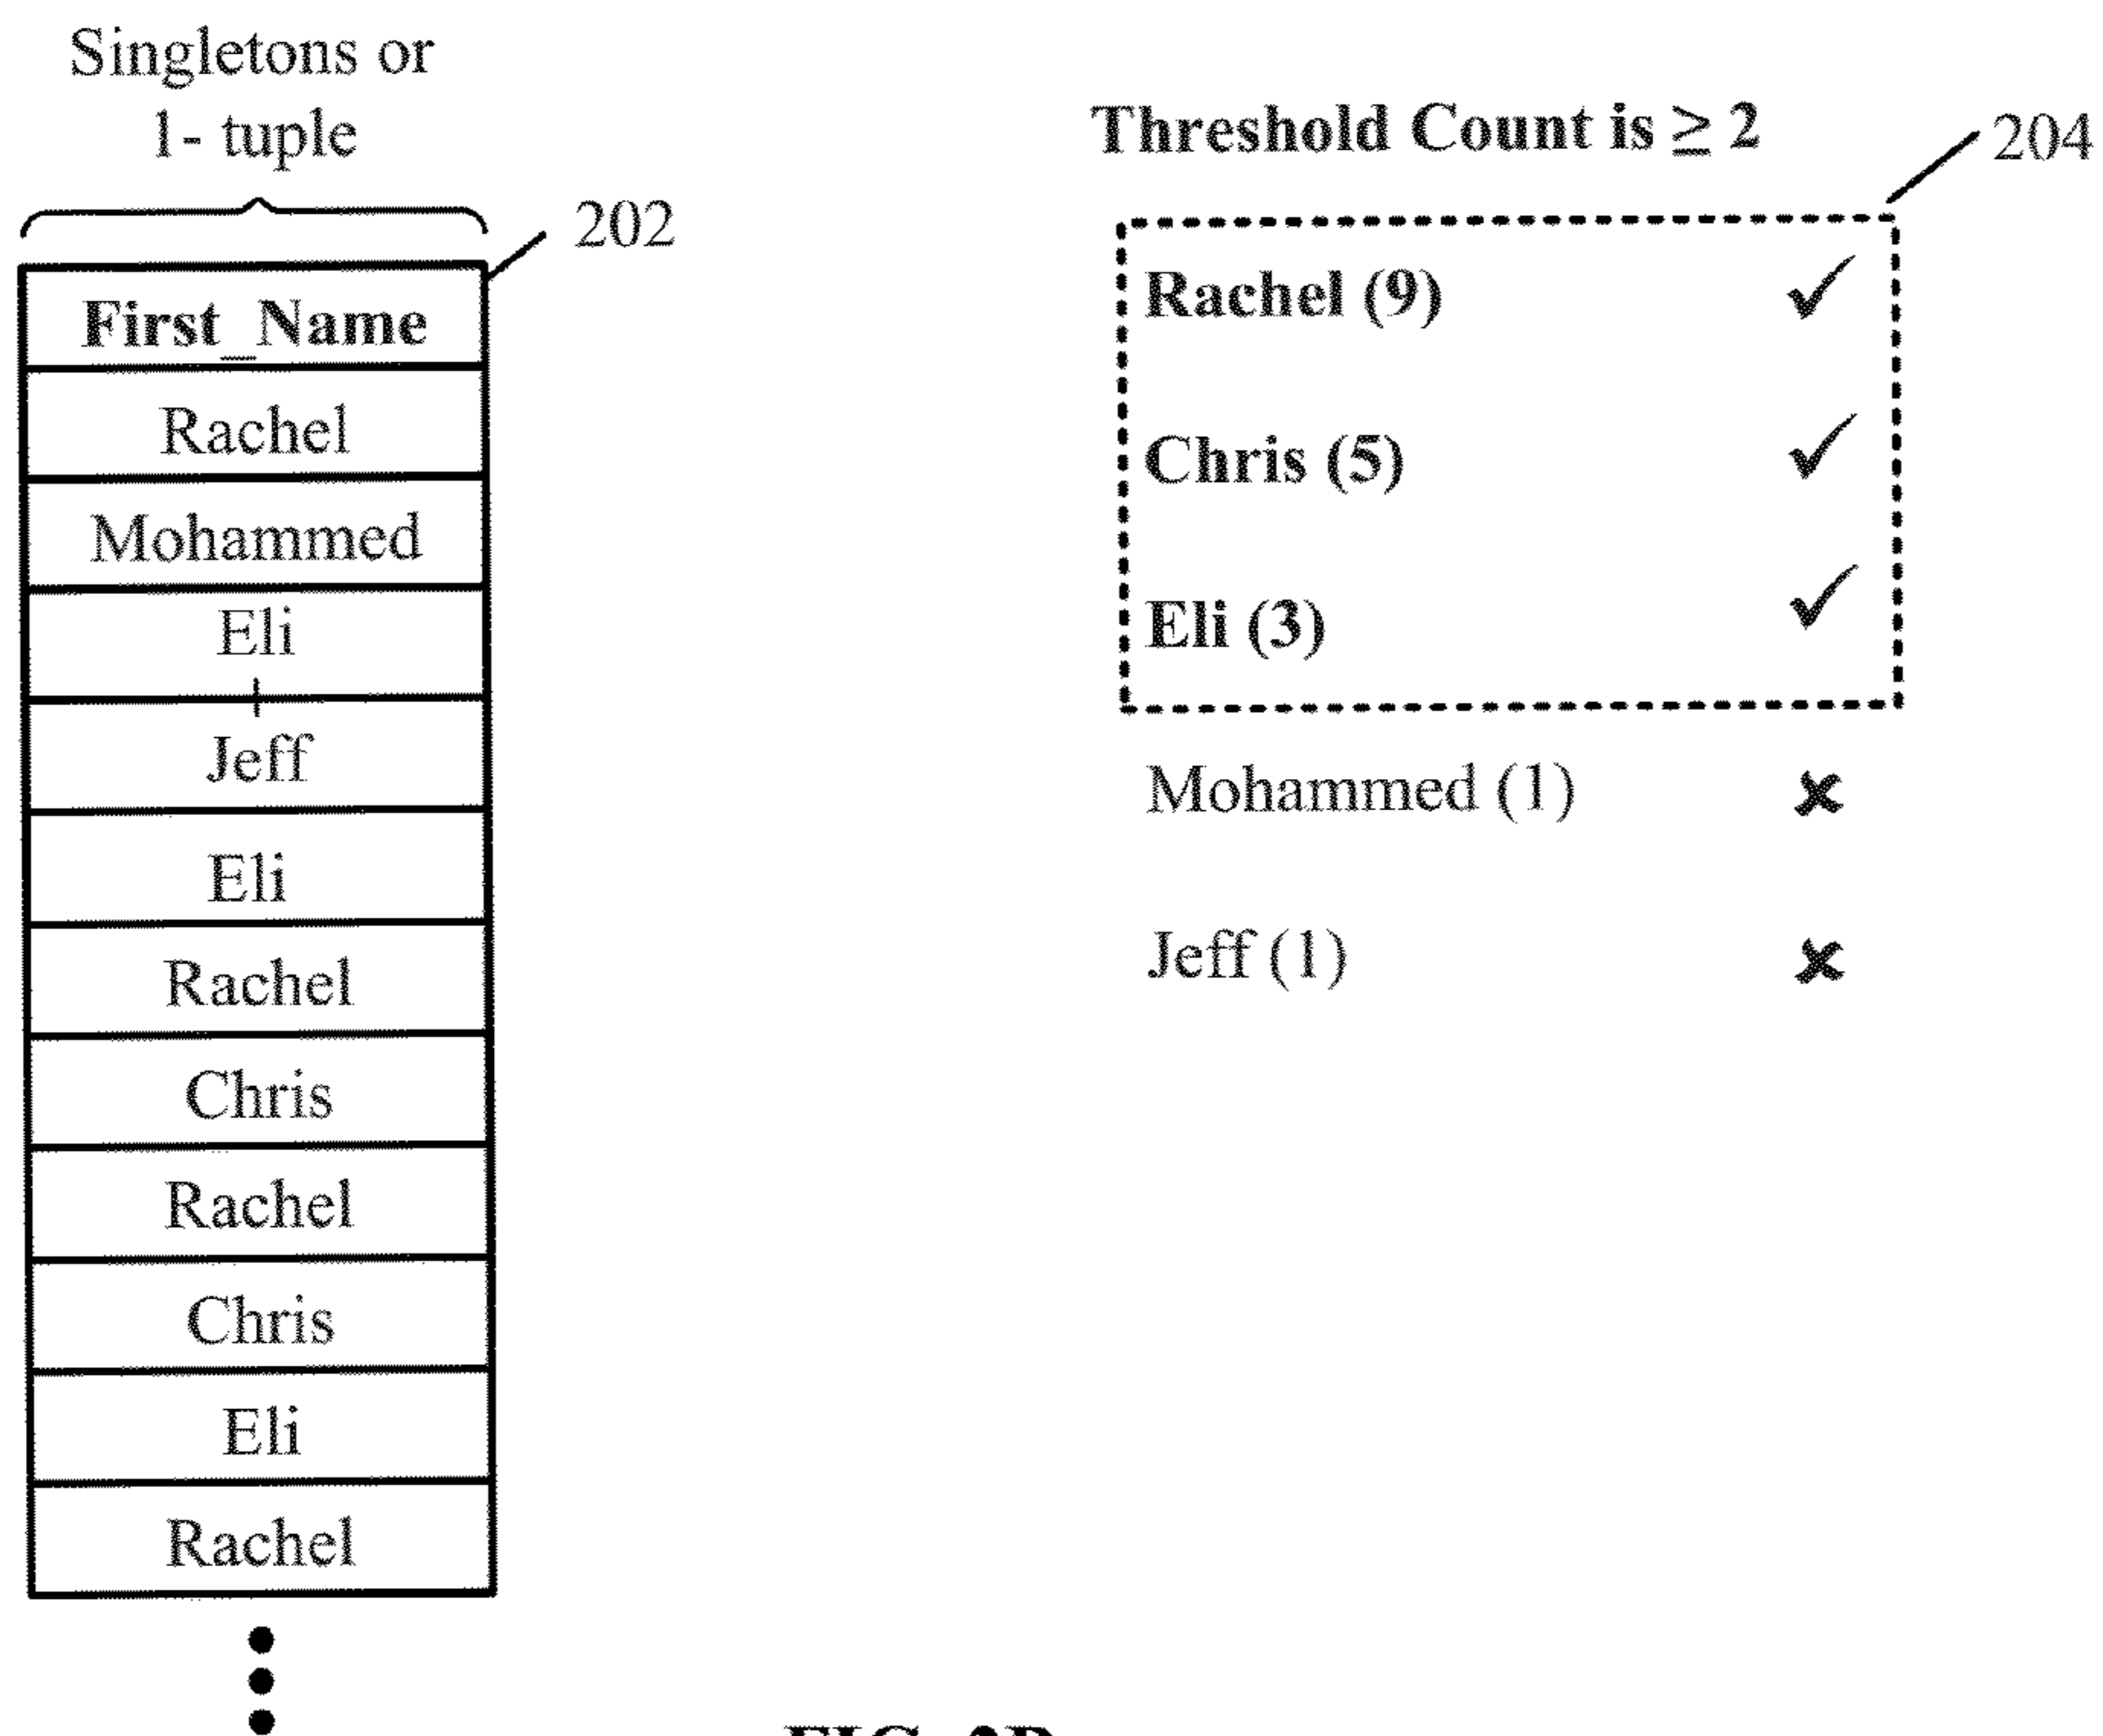 Singletons or
1- tuple
202
First_Name
Rachel
Mohammed
Eli
Jeff
Eli
Rachel
Chris
Rachel
Chris
Eli
Rachel
Threshold Count is ≥ 2
204
Rachel (9) ✓
Chris (5) ✓
Eli (3) ✓
Mohammed (1) ✘
Jeff (1) ✘